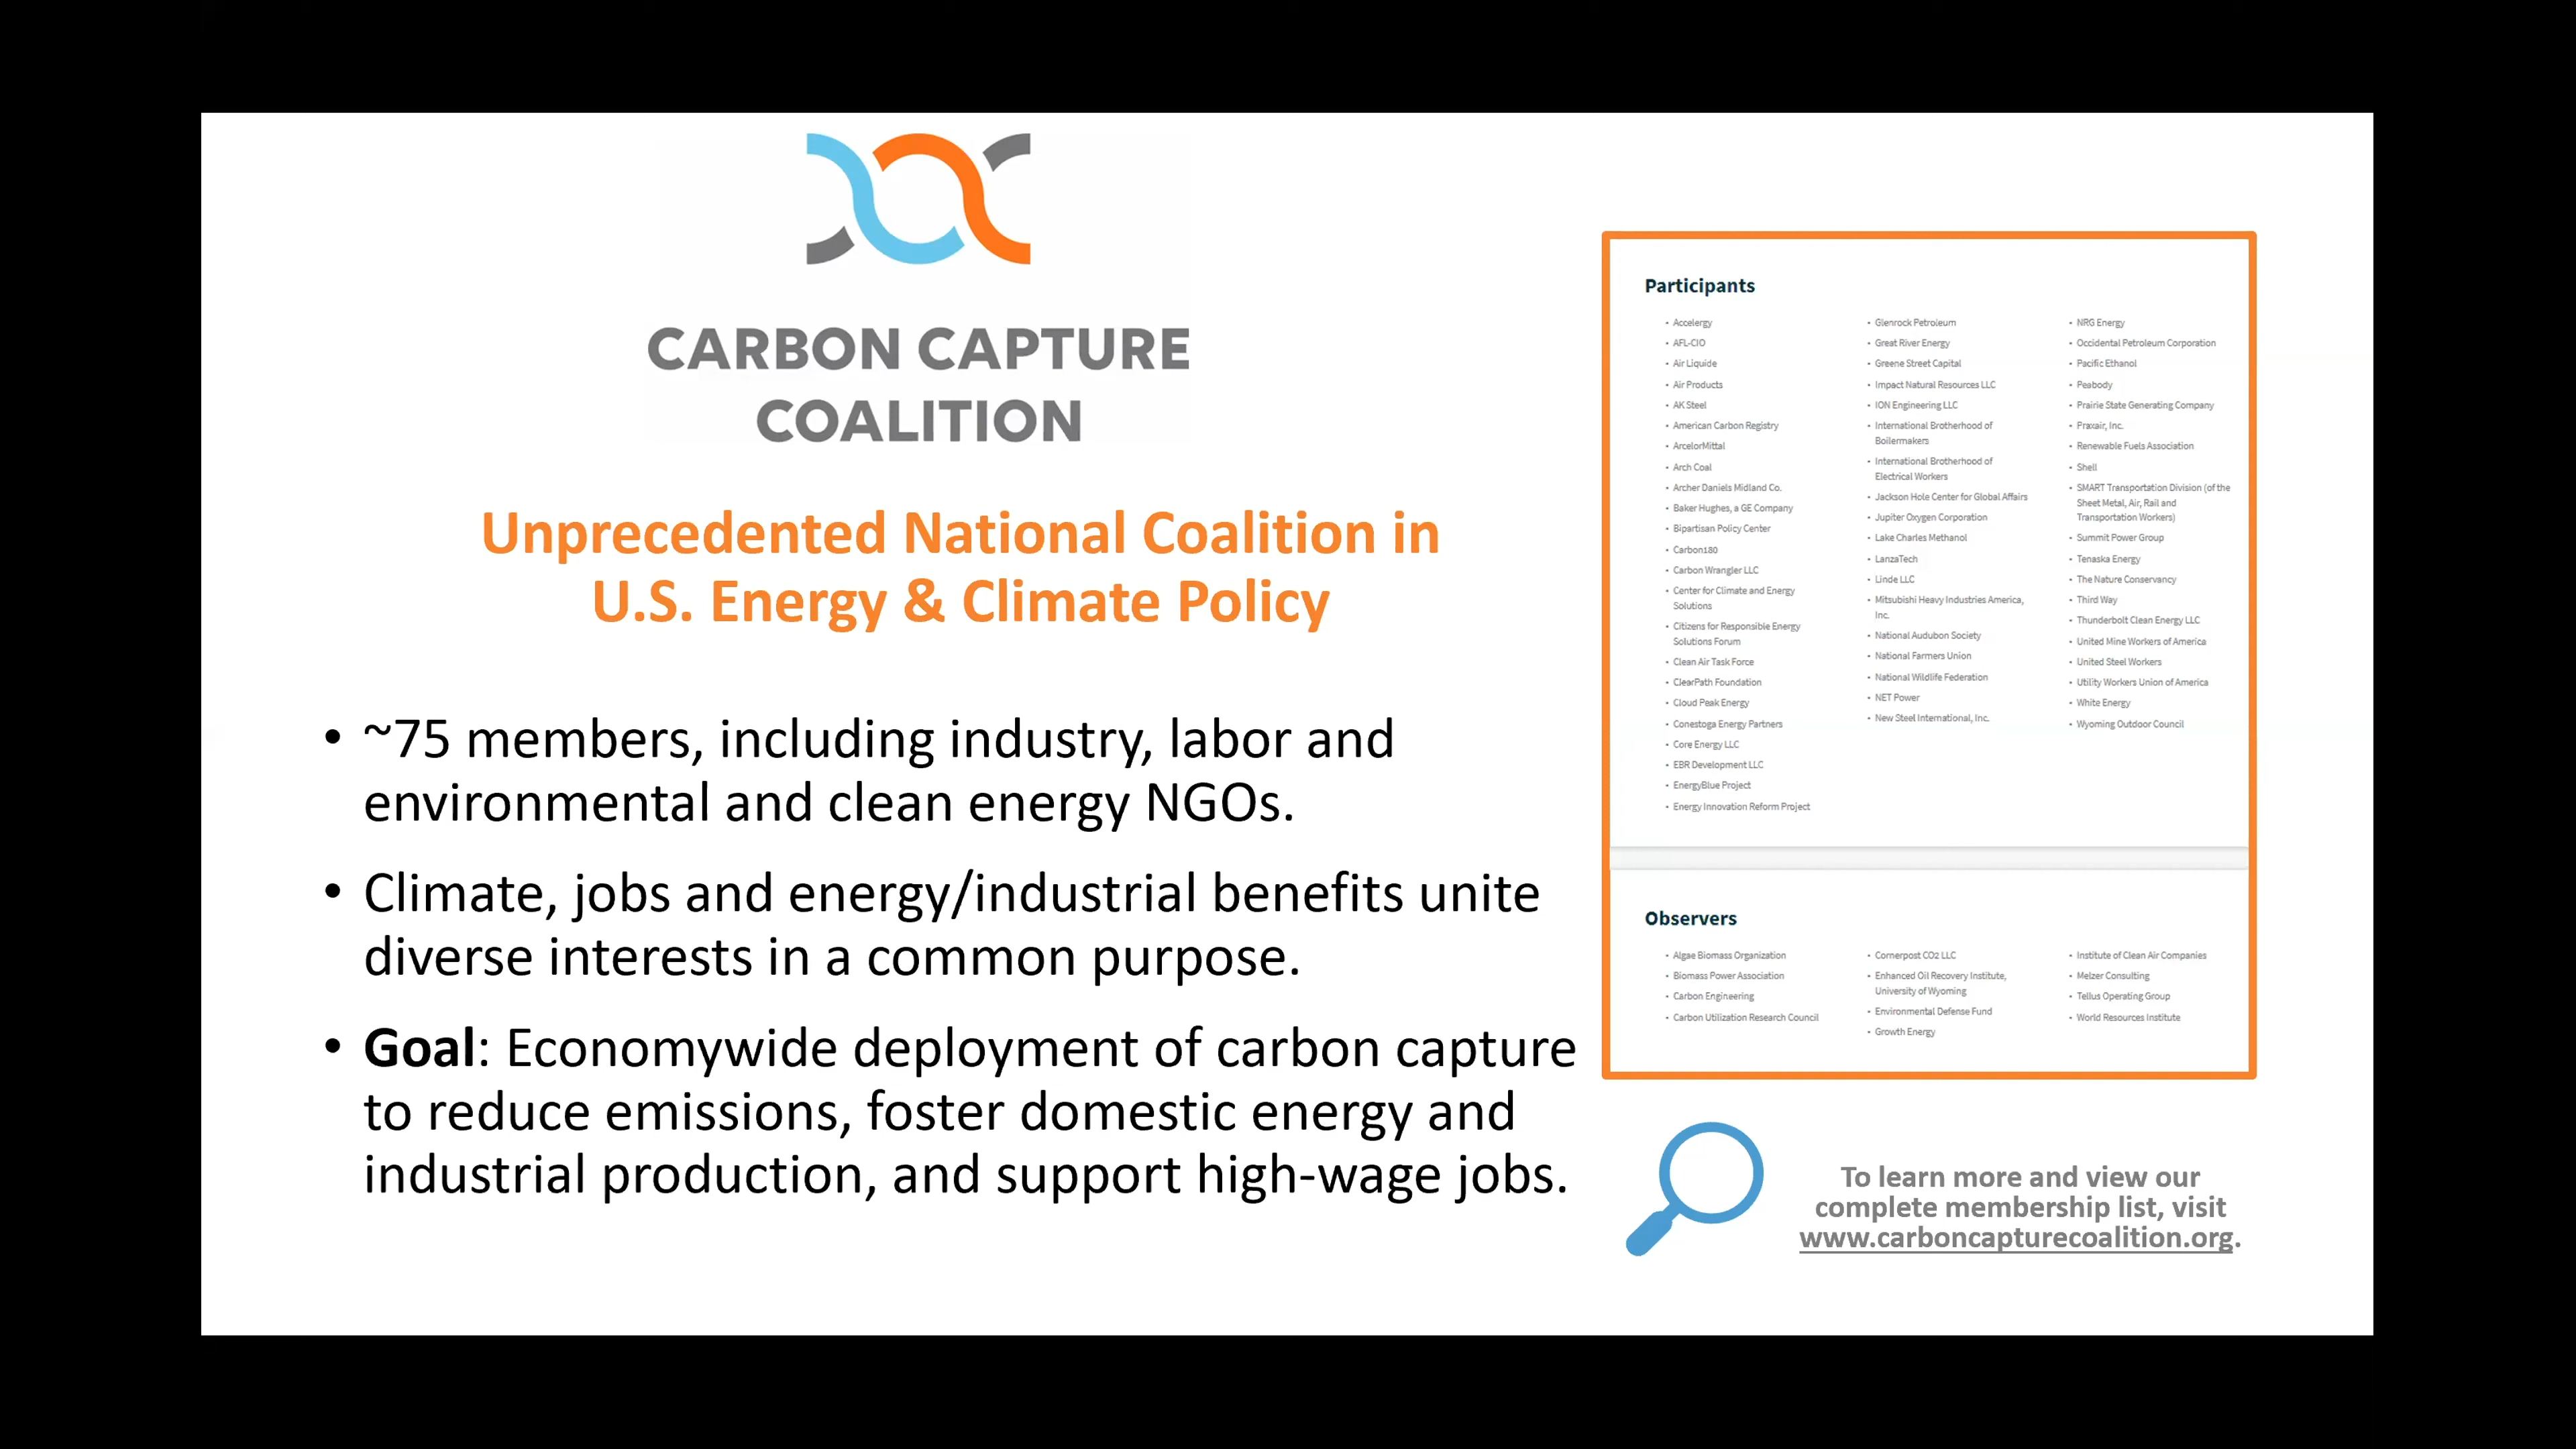 CARBON CAPTURE
COALITION
Unprecedented National Coalition in
U.S. Energy & Climate Policy
• ~75 members, including industry, labor and
environmental and clean energy NGOs.
• Climate, jobs and energy/industrial benefits unite
diverse interests in a common purpose.
• Goal: Economywide deployment of carbon capture
to reduce emissions, foster domestic energy and
industrial production, and support high-wage jobs.
Participants
• Accelergy
• AFL-CIO
• Air Liquide
• Air Products
• AK Steel
• American Carbon Registry
• ArcelorMittal
• Arch Coal
• Archer Daniels Midland Co.
• Baker Hughes, a GE Company
• Bipartisan Policy Center
• Carbon180
• Carbon Wrangler LLC
• Center for Climate and Energy
Solutions
• Citizens for Responsible Energy
Solutions Forum
• Clean Air Task Force
• ClearPath Foundation
• Cloud Peak Energy
• Conestoga Energy Partners
• Core Energy LLC
• EBR Development LLC
• EnergyBlue Project
• Energy Innovation Reform Project
• Glenrock Petroleum
• Great River Energy
• Greene Street Capital
• Impact Natural Resources LLC
• ION Engineering LLC
• International Brotherhood of
Boilermakers
• International Brotherhood of
Electrical Workers
• Jackson Hole Center for Global Affairs
• Jupiter Oxygen Corporation
• Lake Charles Methanol
• LanzaTech
• Linde LLC
• Mitsubishi Heavy Industries America,
Inc.
• National Audubon Society
• National Farmers Union
• National Wildlife Federation
• NET Power
• New Steel International, Inc.
• NRG Energy
• Occidental Petroleum Corporation
• Pacific Ethanol
• Peabody
• Prairie State Generating Company
• Praxair, Inc.
• Renewable Fuels Association
• Shell
• SMART Transportation Division (of the
Sheet Metal, Air, Rail and
Transportation Workers)
• Summit Power Group
• Tenaska Energy
• The Nature Conservancy
• Third Way
• Thunderbolt Clean Energy LLC
• United Mine Workers of America
• United Steel Workers
• Utility Workers Union of America
• White Energy
• Wyoming Outdoor Council
Observers
• Algae Biomass Organization
• Biomass Power Association
• Carbon Engineering
• Carbon Utilization Research Council
• Cornerpost CO2 LLC
• Enhanced Oil Recovery Institute,
University of Wyoming
• Environmental Defense Fund
• Growth Energy
• Institute of Clean Air Companies
• Melzer Consulting
• Tellus Operating Group
• World Resources Institute
To learn more and view our
complete membership list, visit
www.carboncapturecoalition.org.